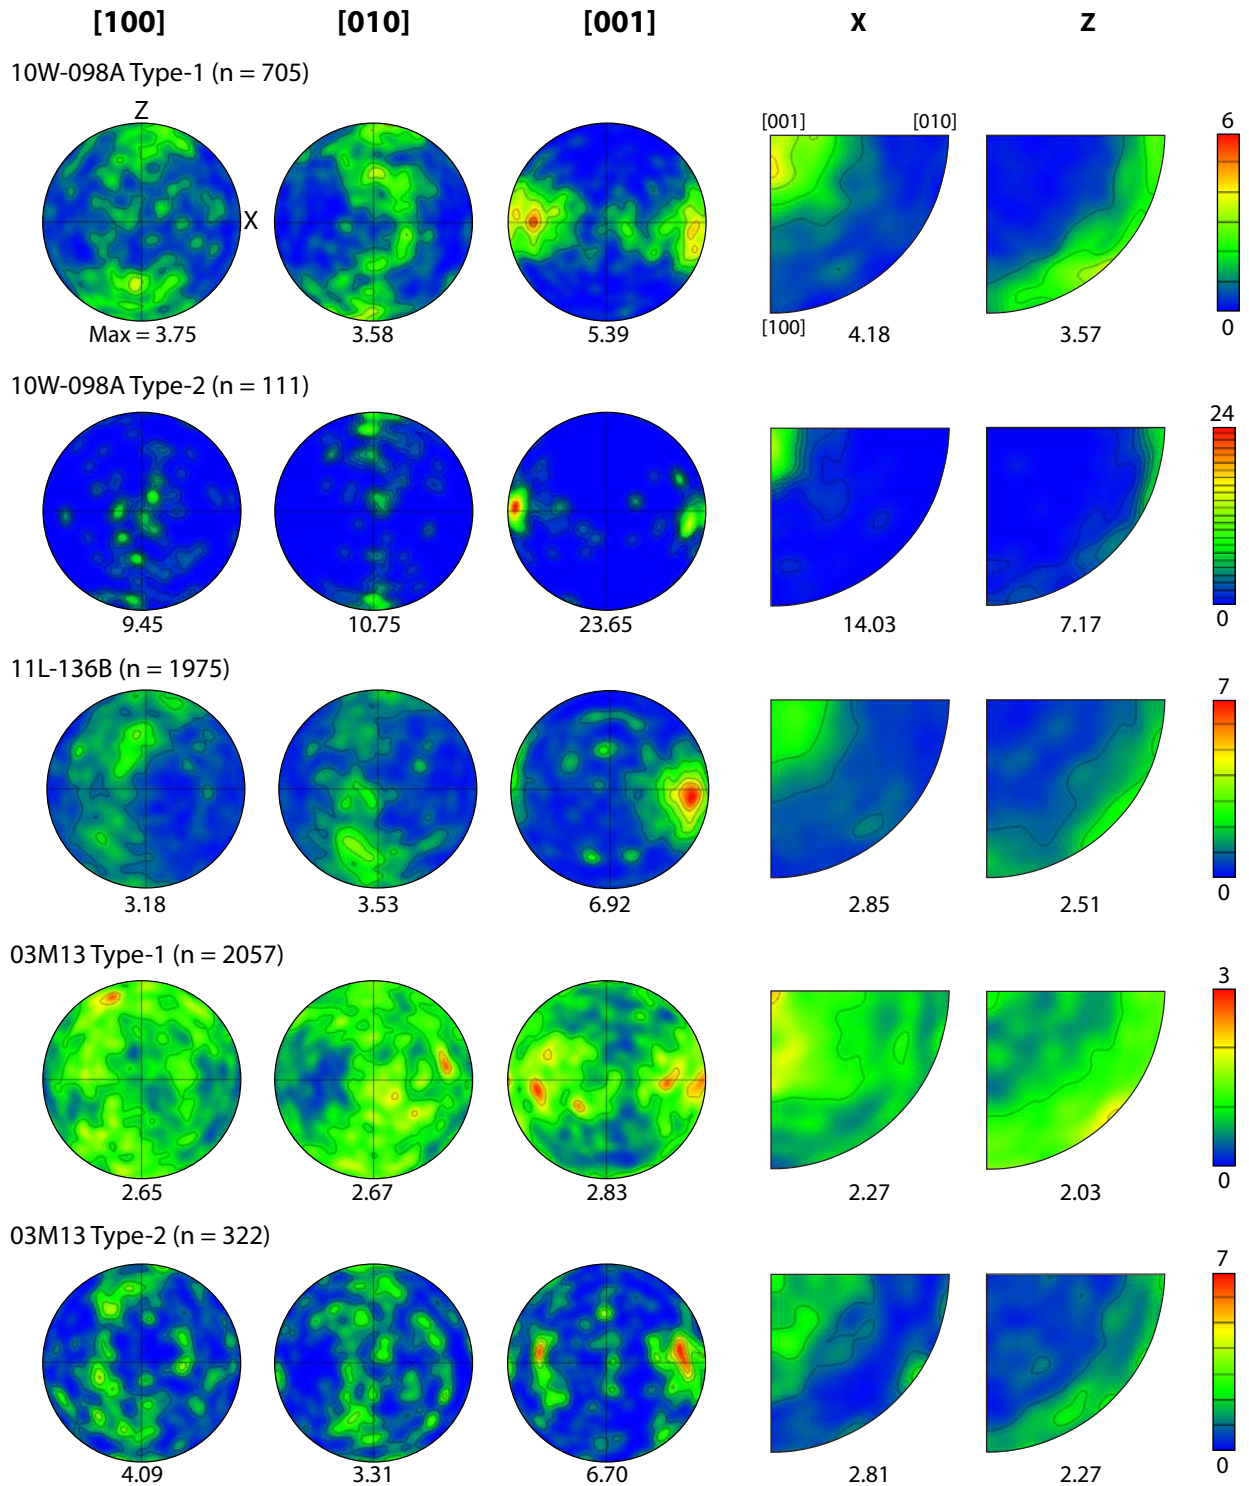 [100] [010] [001] X Z
10W-098A Type-1 (n = 705)
Z
X
[001] [010]
[100]
6
0
Max = 3.75 3.58 5.39 4.18 3.57
10W-098A Type-2 (n = 111)
24
0
9.45 10.75 23.65 14.03 7.17
11L-136B (n = 1975)
7
0
3.18 3.53 6.92 2.85 2.51
03M13 Type-1 (n = 2057)
3
0
2.65 2.67 2.83 2.27 2.03
03M13 Type-2 (n = 322)
7
0
4.09 3.31 6.70 2.81 2.27